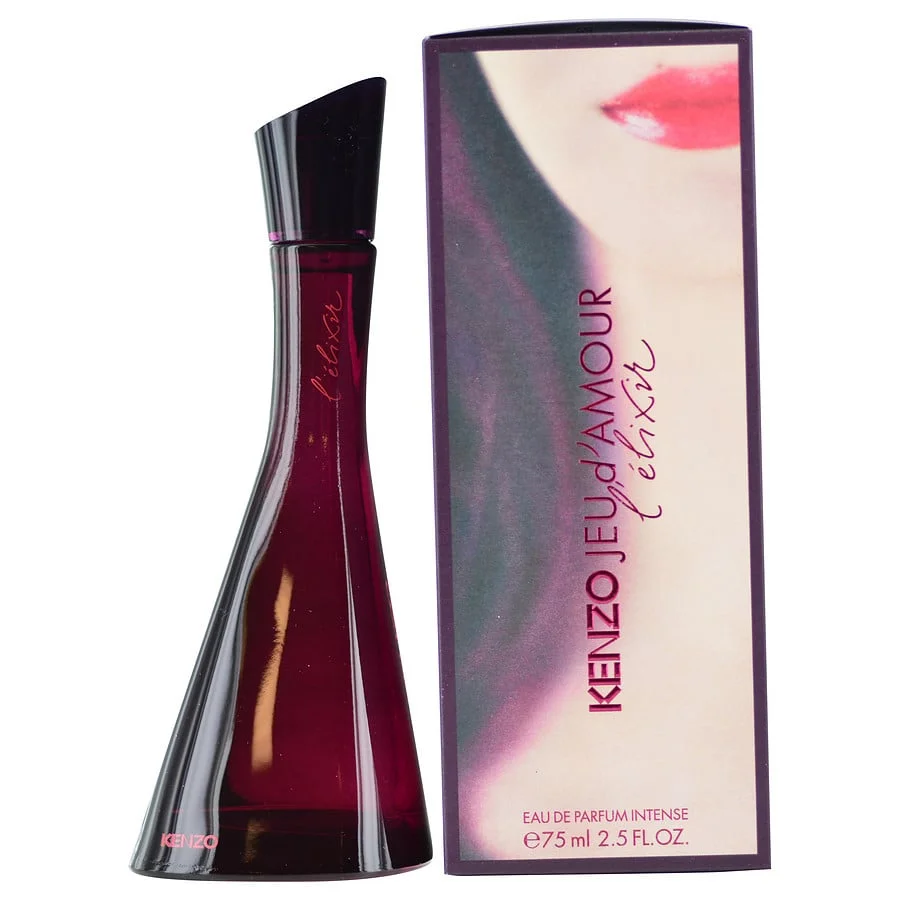 l'élixir
KENZO
KENZO JEU d'AMOUR
l'élixir
EAU DE PARFUM INTENSE
℮75 ml 2.5 FL.OZ.